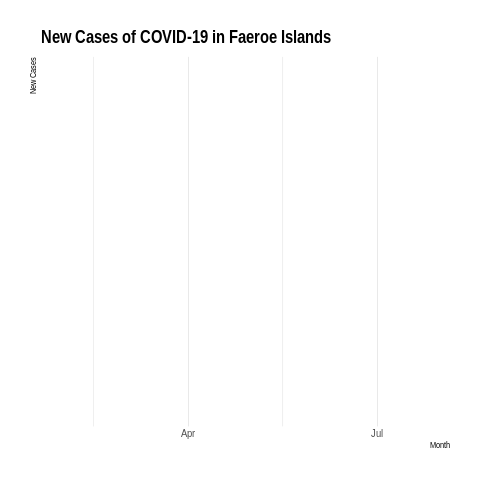 New Cases of COVID-19 in Faeroe Islands
New Cases
Apr
Jul
Month